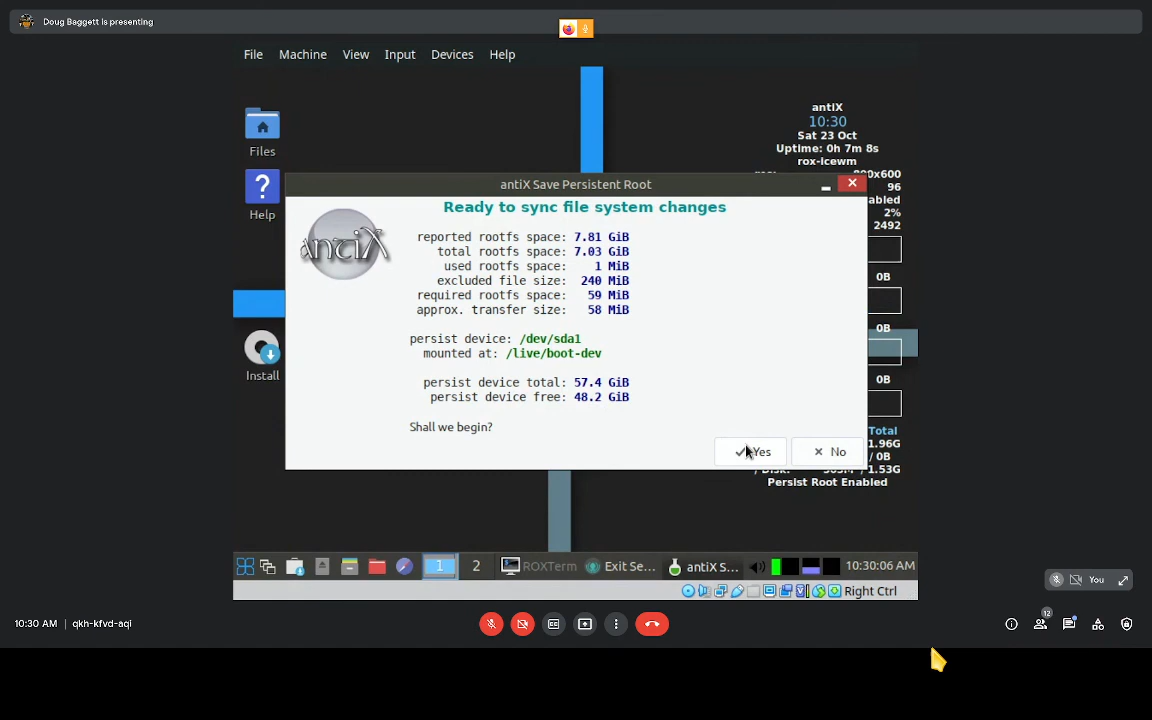 Doug Baggett is presenting
File Machine View Input Devices Help
antiX
10:30
Sat 23 Oct
Uptime: 0h 7m 8s
rox-icewm
800x600
96
abled
2%
2492
0B
0B
0B
0B
Total
1.96G
/ 0B
/ 1.53G
Persist Root Enabled
Files
Help
Install
antiX Save Persistent Root
antiX
Ready to sync file system changes
reported rootfs space: 7.81 GiB
total rootfs space: 7.03 GiB
used rootfs space: 1 MiB
excluded file size: 240 MiB
required rootfs space: 59 MiB
approx. transfer size: 58 MiB
persist device: /dev/sda1
mounted at: /live/boot-dev
persist device total: 57.4 GiB
persist device free: 48.2 GiB
Shall we begin?
Yes No
1 2 ROXTerm Exit Se... antiX S... 10:30:06 AM
Right Ctrl
You
10:30 AM | qkh-kfvd-aqi
12